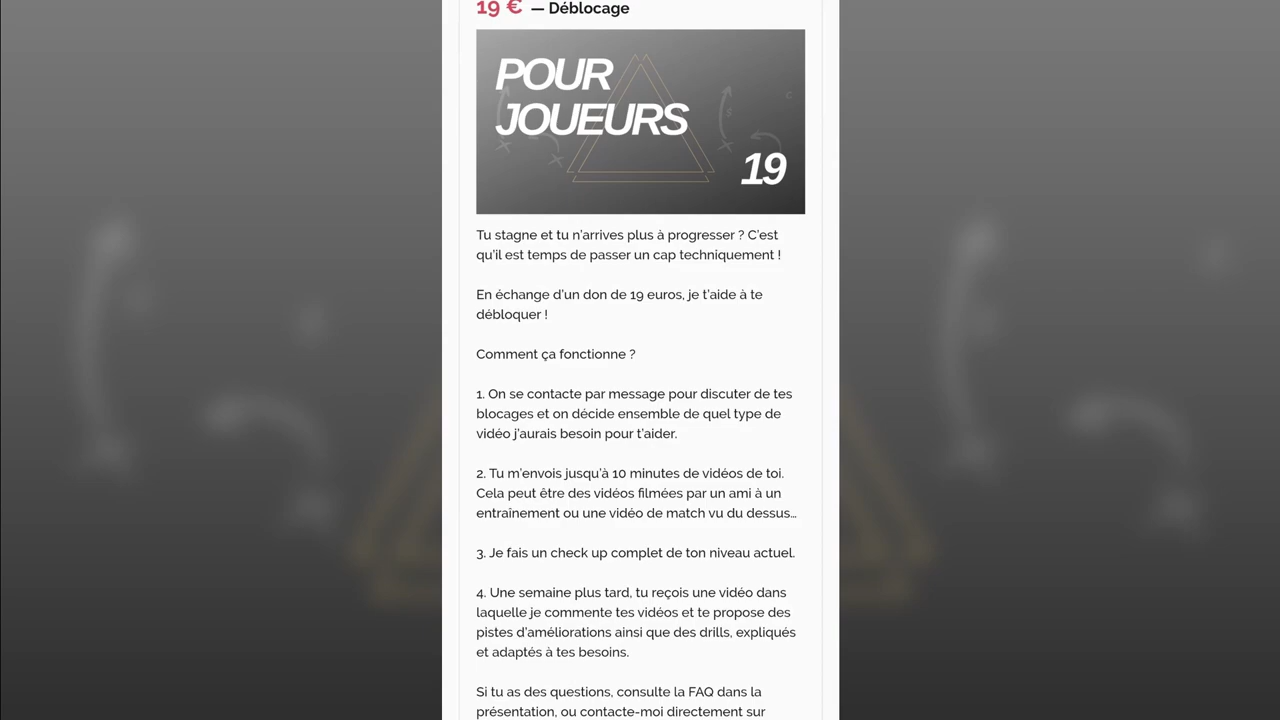 19 € — Déblocage
POUR
JOUEURS
19
Tu stagne et tu n'arrives plus à progresser ? C'est
qu'il est temps de passer un cap techniquement !
En échange d'un don de 19 euros, je t'aide à te
débloquer !
Comment ça fonctionne ?
1. On se contacte par message pour discuter de tes
blocages et on décide ensemble de quel type de
vidéo j'aurais besoin pour t'aider.
2. Tu m'envois jusqu'à 10 minutes de vidéos de toi.
Cela peut être des vidéos filmées par un ami à un
entraînement ou une vidéo de match vu du dessus…
3. Je fais un check up complet de ton niveau actuel.
4. Une semaine plus tard, tu reçois une vidéo dans
laquelle je commente tes vidéos et te propose des
pistes d'améliorations ainsi que des drills, expliqués
et adaptés à tes besoins.
Si tu as des questions, consulte la FAQ dans la
présentation, ou contacte-moi directement sur